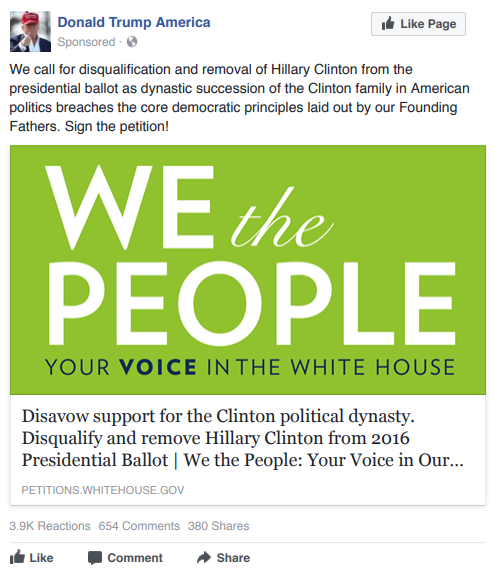 Donald Trump America
Like Page
Sponsored ·
We call for disqualification and removal of Hillary Clinton from the
presidential ballot as dynastic succession of the Clinton family in American
politics breaches the core democratic principles laid out by our Founding
Fathers. Sign the petition!
WE the
PEOPLE
YOUR VOICE IN THE WHITE HOUSE
Disavow support for the Clinton political dynasty.
Disqualify and remove Hillary Clinton from 2016
Presidential Ballot | We the People: Your Voice in Our...
PETITIONS.WHITEHOUSE.GOV
3.9K Reactions 654 Comments 380 Shares
Like Comment Share